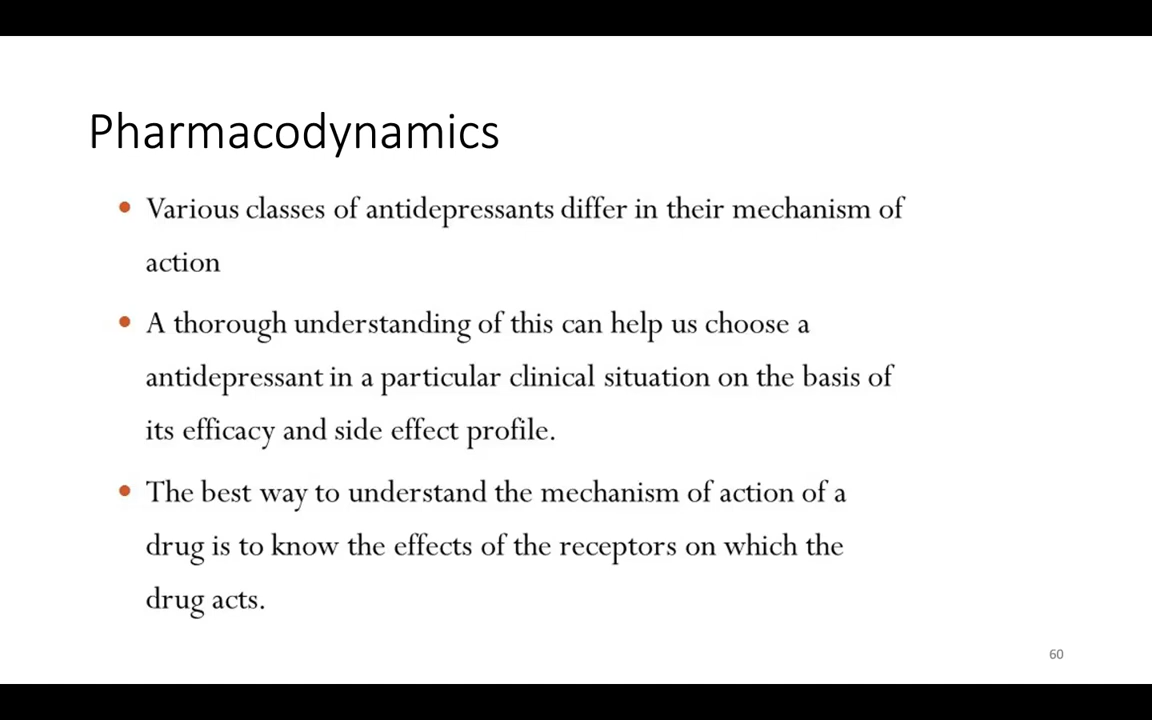 Pharmacodynamics
• Various classes of antidepressants differ in their mechanism of
action
• A thorough understanding of this can help us choose a
antidepressant in a particular clinical situation on the basis of
its efficacy and side effect profile.
• The best way to understand the mechanism of action of a
drug is to know the effects of the receptors on which the
drug acts.
60